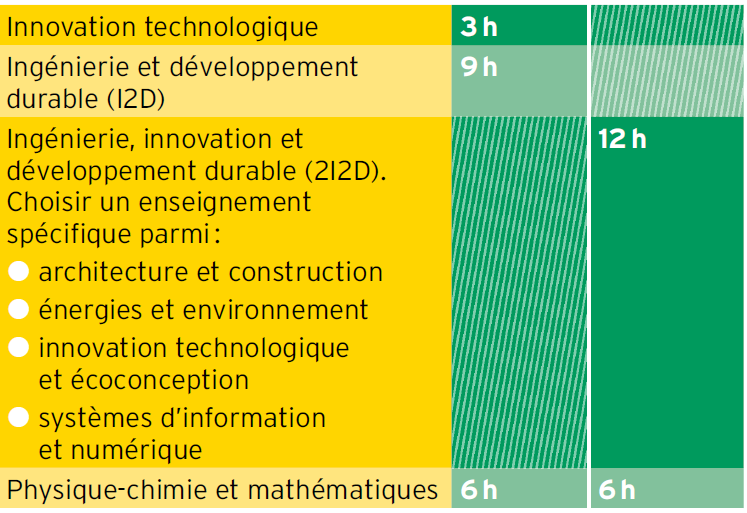 Innovation technologique 3 h
Ingénierie et développement 9 h
durable (I2D)
Ingénierie, innovation et 12 h
développement durable (2I2D).
Choisir un enseignement
spécifique parmi :
architecture et construction
énergies et environnement
innovation technologique
et écoconception
systèmes d’information
et numérique
Physique-chimie et mathématiques 6 h 6 h